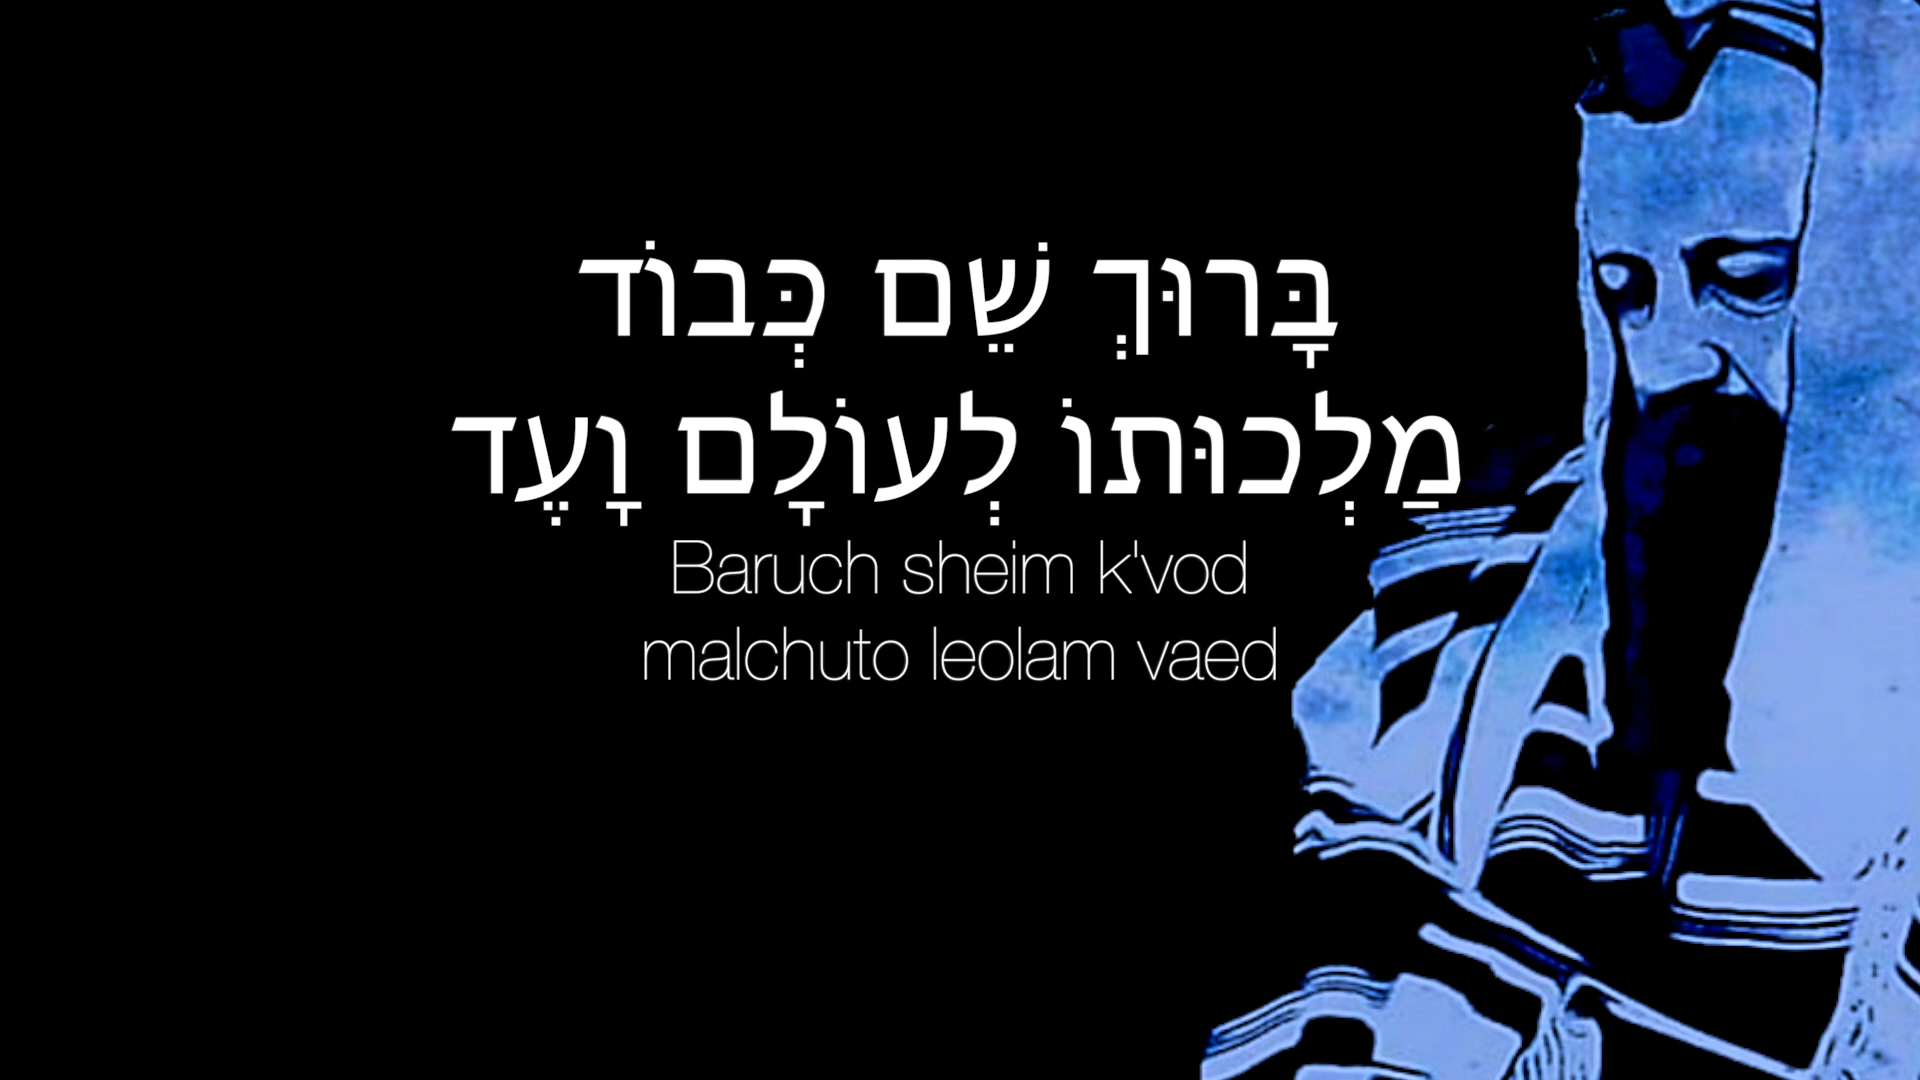 בָּרוּךְ שֵׁם כְּבוֹד
מַלְכוּתוֹ לְעוֹלָם וָעֶד
Baruch sheim k'vod
malchuto leolam vaed